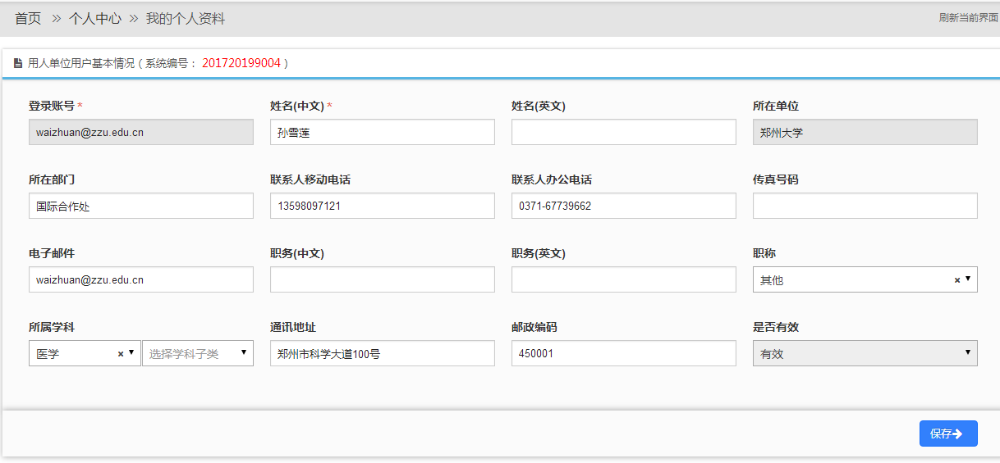 首页 » 个人中心 » 我的个人资料 刷新当前界面
用人单位用户基本情况 ( 系统编号： 201720199004 )
登录账号 * 姓名(中文) * 姓名(英文) 所在单位
waizhuan@zzu.edu.cn 孙雪莲 郑州大学
所在部门 联系人移动电话 联系人办公电话 传真号码
国际合作处 13598097121 0371-67739662
电子邮件 职务(中文) 职务(英文) 职称
waizhuan@zzu.edu.cn 其他 ×
所属学科 通讯地址 邮政编码 是否有效
医学 × 选择学科子类 郑州市科学大道100号 450001 有效
保存